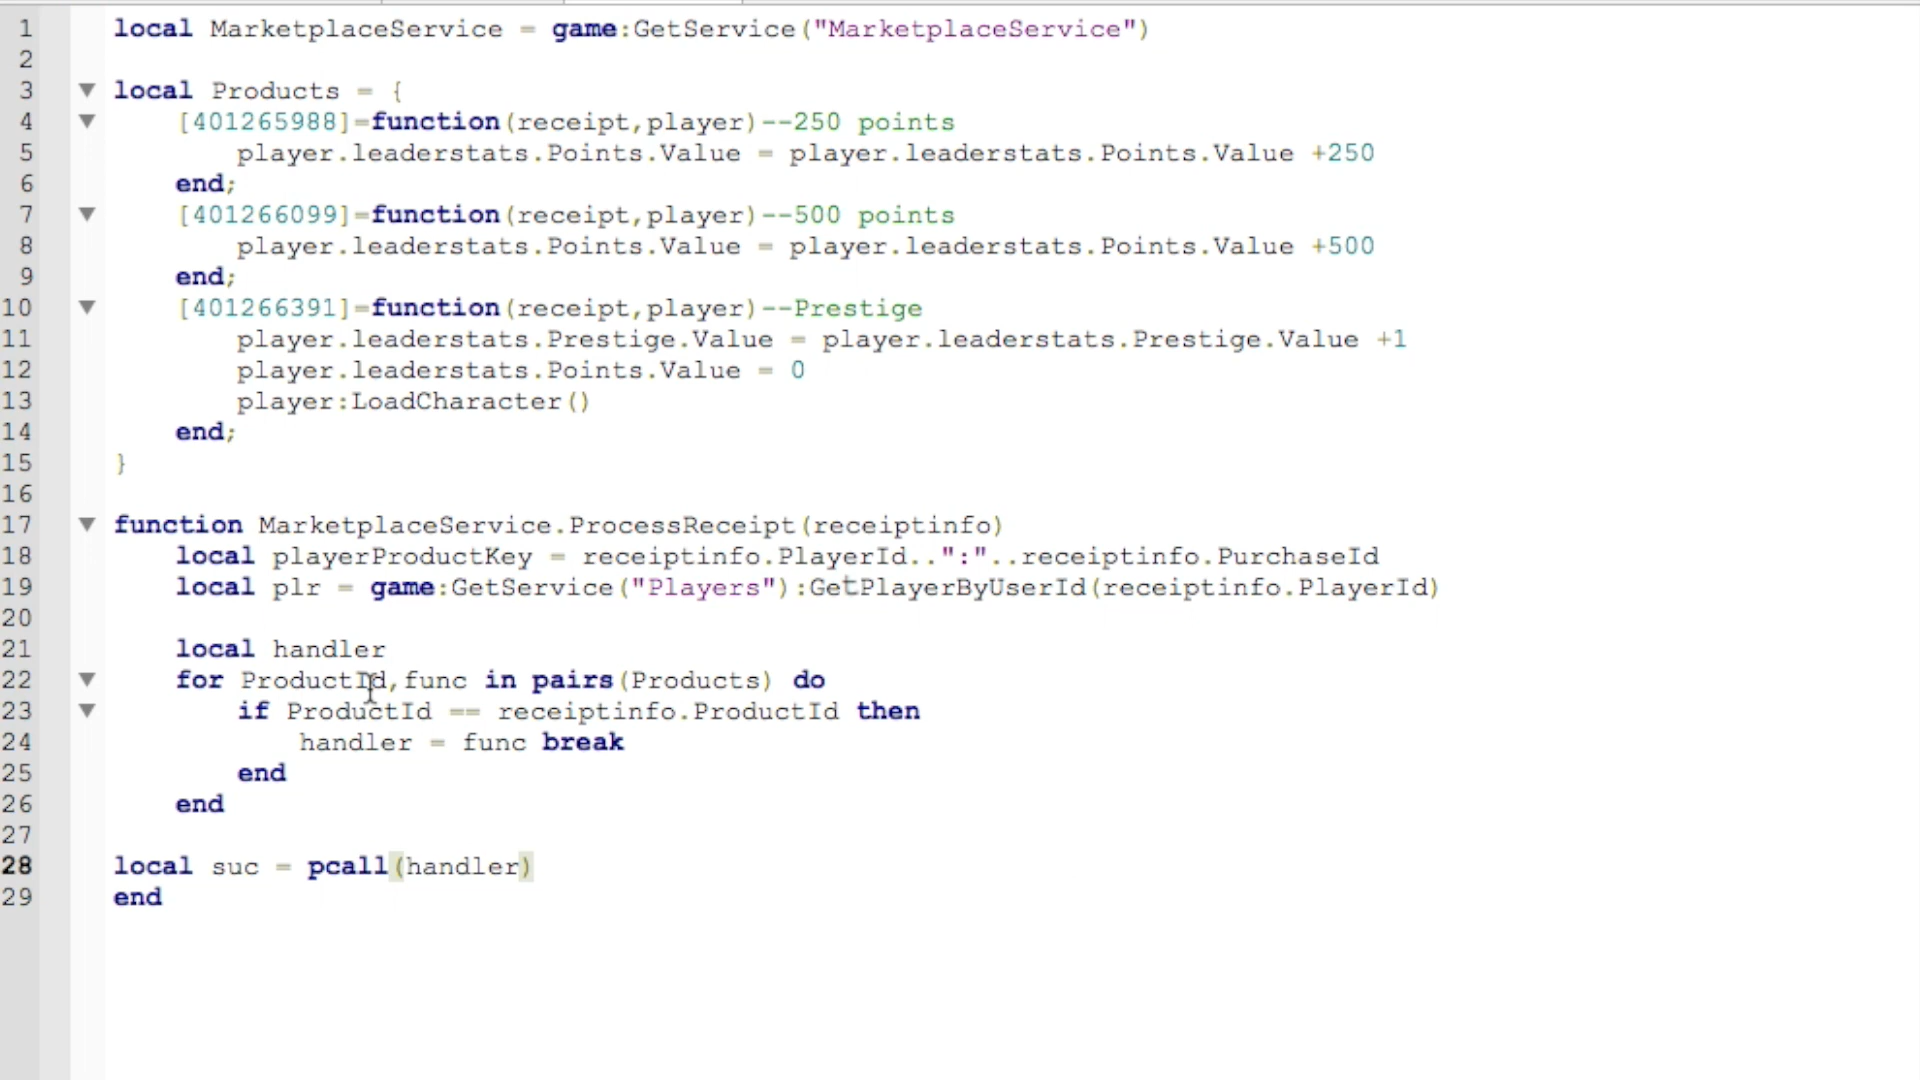 1 local MarketplaceService = game:GetService("MarketplaceService")
2
3 local Products = {
4 [401265988]=function(receipt,player)--250 points
5 player.leaderstats.Points.Value = player.leaderstats.Points.Value +250
6 end;
7 [401266099]=function(receipt,player)--500 points
8 player.leaderstats.Points.Value = player.leaderstats.Points.Value +500
9 end;
10 [401266391]=function(receipt,player)--Prestige
11 player.leaderstats.Prestige.Value = player.leaderstats.Prestige.Value +1
12 player.leaderstats.Points.Value = 0
13 player:LoadCharacter()
14 end;
15 }
16
17 function MarketplaceService.ProcessReceipt(receiptinfo)
18 local playerProductKey = receiptinfo.PlayerId..":"..receiptinfo.PurchaseId
19 local plr = game:GetService("Players"):GetPlayerByUserId(receiptinfo.PlayerId)
20
21 local handler
22 for ProductId,func in pairs(Products) do
23 if ProductId == receiptinfo.ProductId then
24 handler = func break
25 end
26 end
27
28 local suc = pcall(handler)
29 end